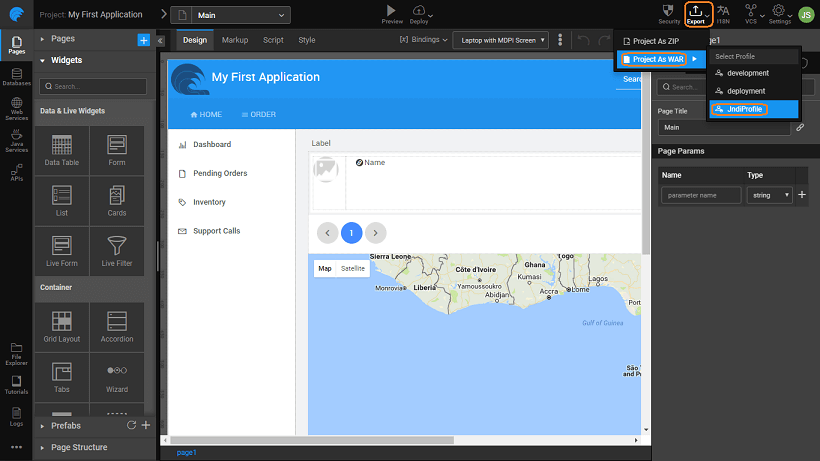 Project: My First Application
Main
Preview
Deploy
Security
Export
I18N
VCS
Settings
JS
Pages
Databases
Web
Services
Java
Services
APIs
File
Explorer
Tutorials
Logs
Pages
Widgets
Search...
Data & Live Widgets
Data Table
Form
List
Cards
Live Form
Live Filter
Container
Grid Layout
Accordion
Tabs
Wizard
Prefabs
Page Structure
Design
Markup
Script
Style
[x] Bindings
Laptop with MDPI Screen
My First Application
Searc
HOME
ORDER
Dashboard
Pending Orders
Inventory
Support Calls
Label
Name
1
Map
Satellite
Sierra Leone
Monrovia
Liberia
Côte d'Ivoire
Yamoussoukro
Abidjan
Ghana
Kumasi
Accra
Togo
Lome
Lagos
Port
Gulf of Guinea
São
and P
page1
Project As ZIP
Project As WAR
Select Profile
development
deployment
JndiProfile
ge1
Search...
Page Title
Main
Page Params
Name
Type
parameter name
string